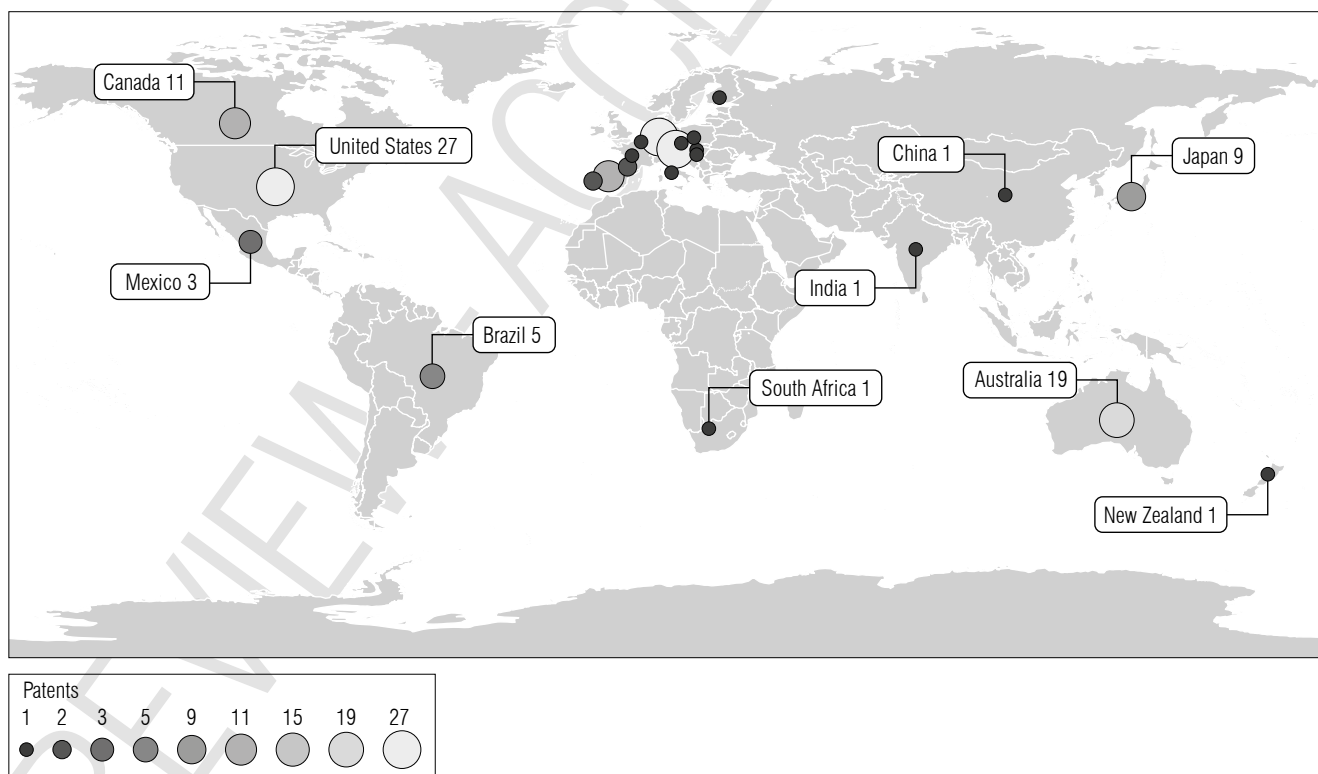 Canada 11
United States 27
China 1
Japan 9
Mexico 3
India 1
Brazil 5
South Africa 1
Australia 19
New Zealand 1
Patents
1 2 3 5 9 11 15 19 27